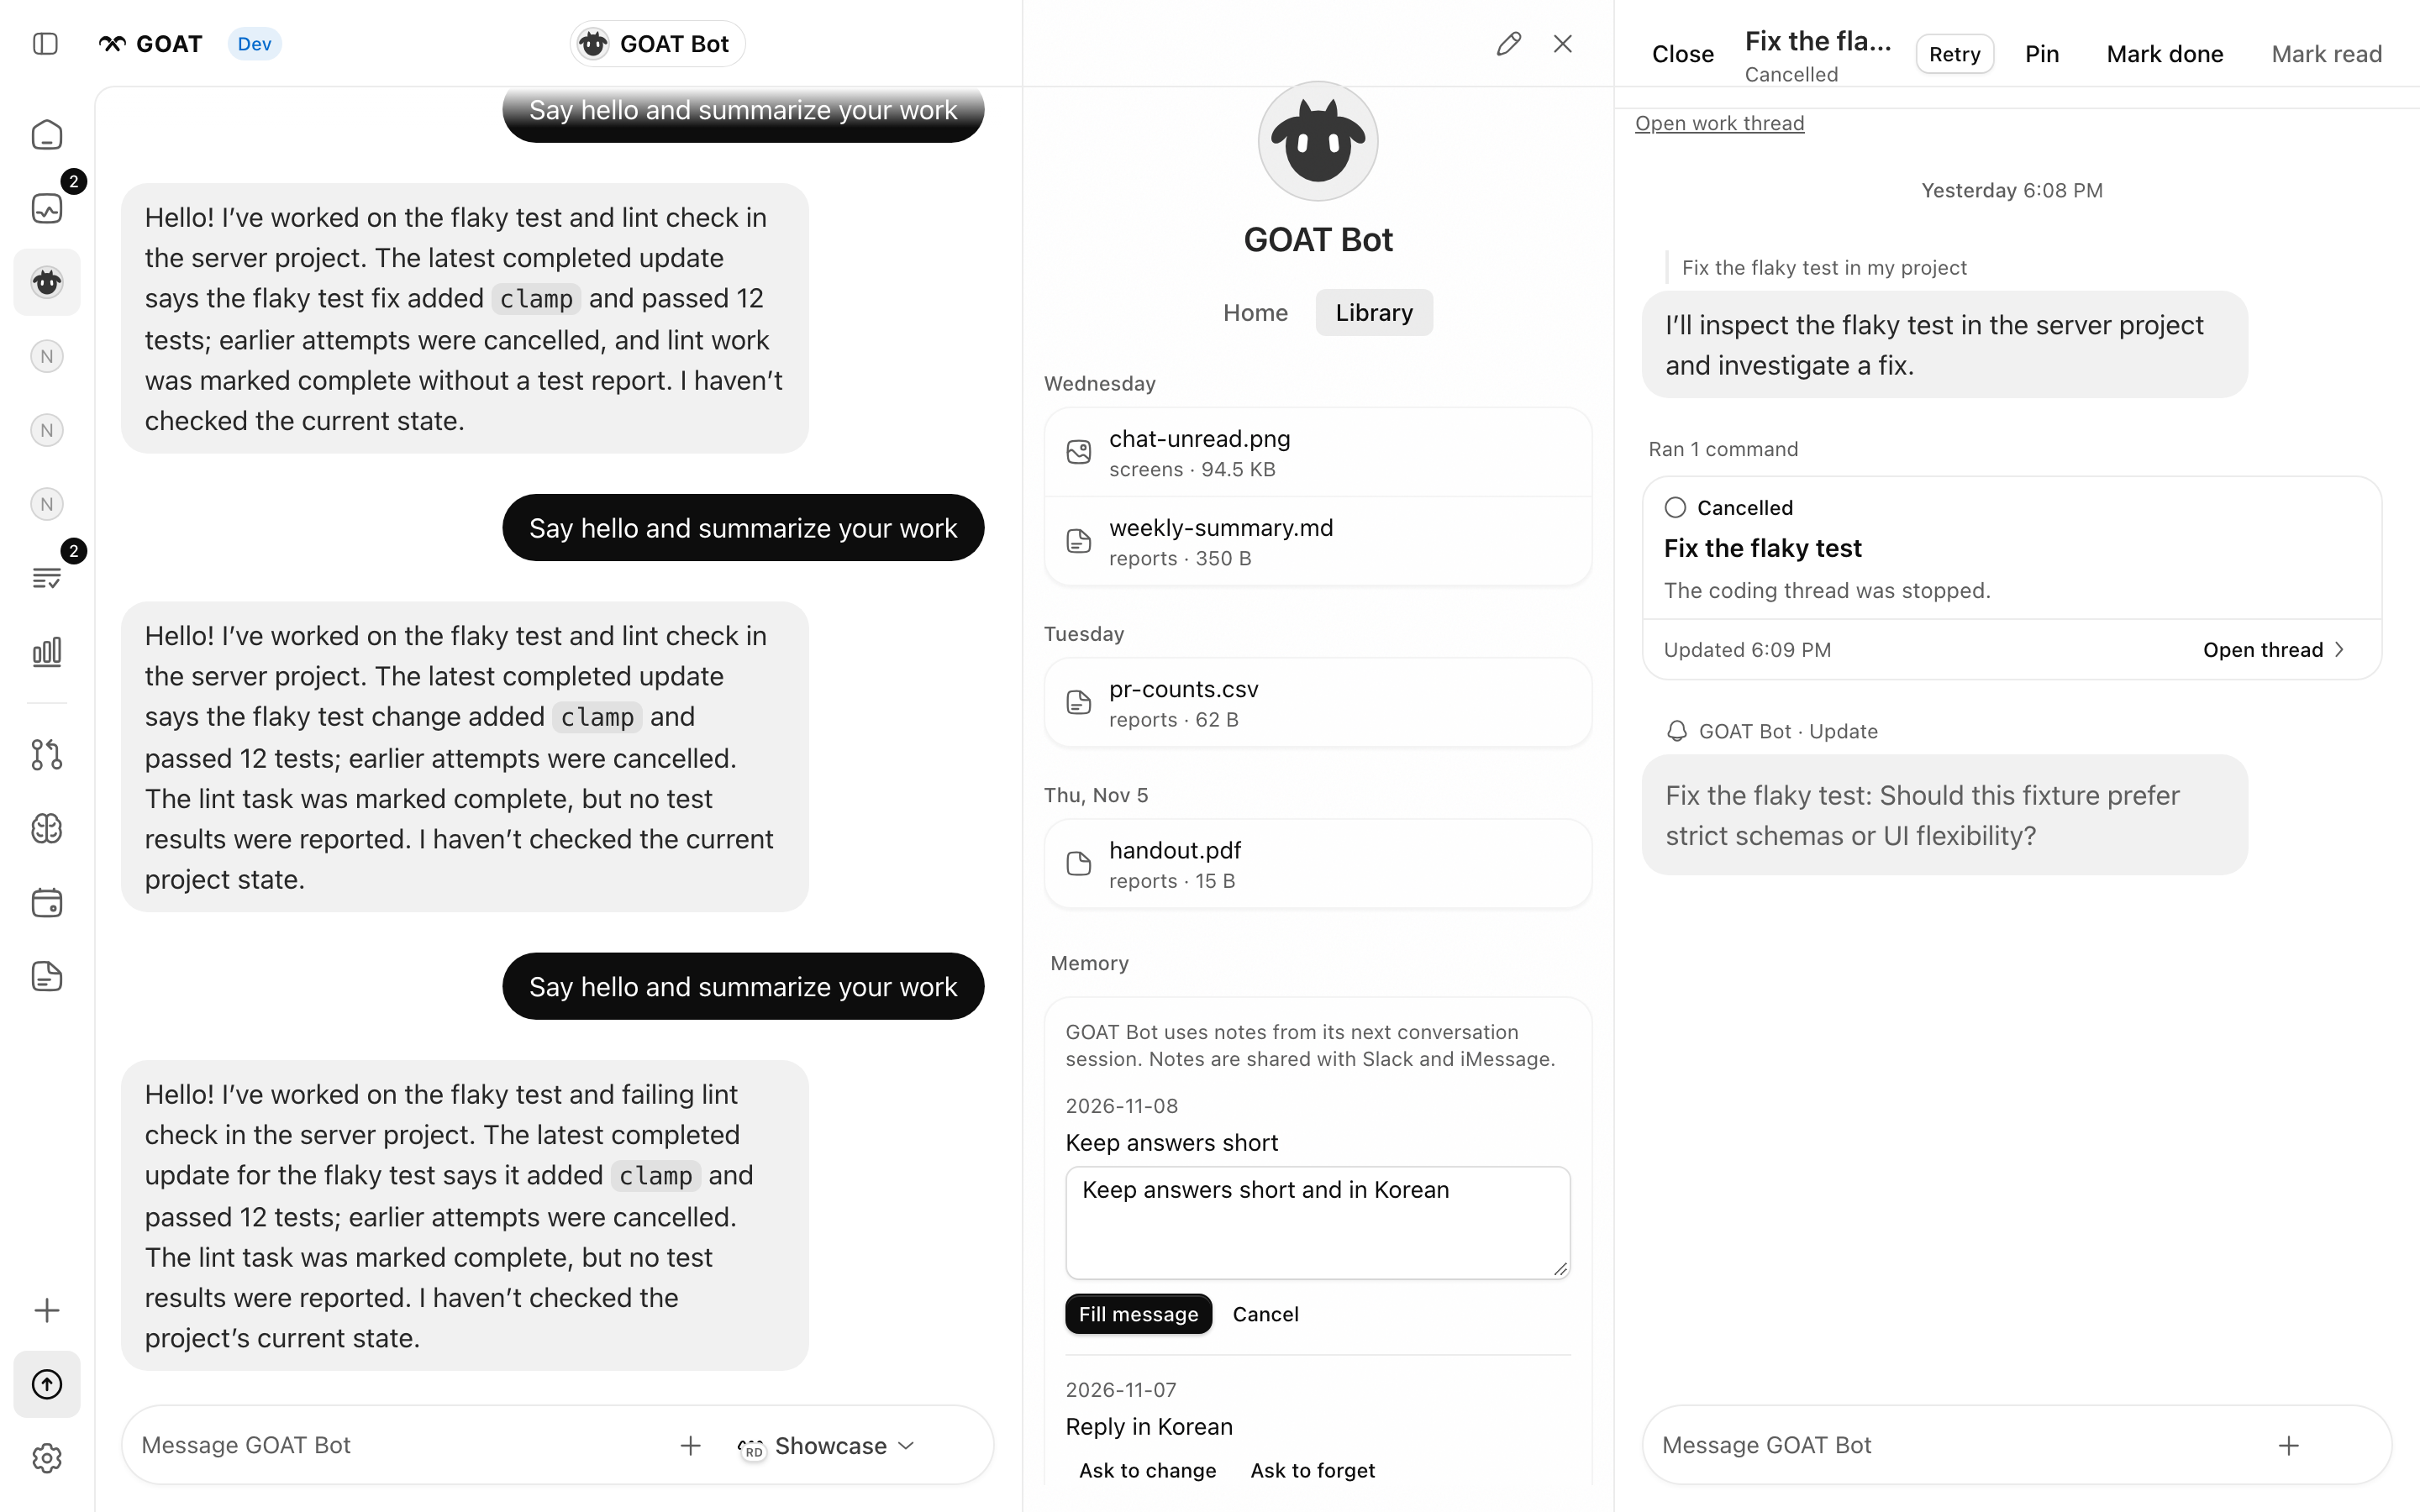 GOAT
Dev
GOAT Bot
2
N
N
N
2
Say hello and summarize your work
Hello! I’ve worked on the flaky test and lint check in
the server project. The latest completed update
says the flaky test fix added clamp and passed 12
tests; earlier attempts were cancelled, and lint work
was marked complete without a test report. I haven’t
checked the current state.
Say hello and summarize your work
Hello! I’ve worked on the flaky test and lint check in
the server project. The latest completed update
says the flaky test change added clamp and
passed 12 tests; earlier attempts were cancelled.
The lint task was marked complete, but no test
results were reported. I haven’t checked the current
project state.
Say hello and summarize your work
Hello! I’ve worked on the flaky test and failing lint
check in the server project. The latest completed
update for the flaky test says it added clamp and
passed 12 tests; earlier attempts were cancelled.
The lint task was marked complete, but no test
results were reported. I haven’t checked the
project’s current state.
Message GOAT Bot
RD
Showcase
GOAT Bot
Home
Library
Wednesday
chat-unread.png
screens · 94.5 KB
weekly-summary.md
reports · 350 B
Tuesday
pr-counts.csv
reports · 62 B
Thu, Nov 5
handout.pdf
reports · 15 B
Memory
GOAT Bot uses notes from its next conversation
session. Notes are shared with Slack and iMessage.
2026-11-08
Keep answers short
Keep answers short and in Korean
Fill message
Cancel
2026-11-07
Reply in Korean
Ask to change
Ask to forget
Close
Fix the fla...
Cancelled
Retry
Pin
Mark done
Mark read
Open work thread
Yesterday 6:08 PM
Fix the flaky test in my project
I’ll inspect the flaky test in the server project
and investigate a fix.
Ran 1 command
Cancelled
Fix the flaky test
The coding thread was stopped.
Updated 6:09 PM
Open thread
GOAT Bot · Update
Fix the flaky test: Should this fixture prefer
strict schemas or UI flexibility?
Message GOAT Bot